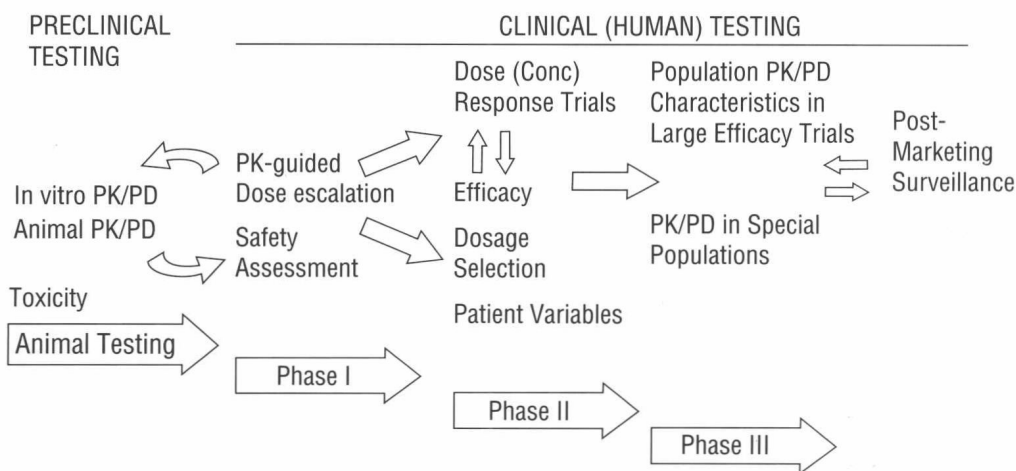 PRECLINICAL
TESTING
CLINICAL (HUMAN) TESTING
In vitro PK/PD
Animal PK/PD
Toxicity
Animal Testing
PK-guided
Dose escalation
Safety
Assessment
Phase I
Dose (Conc)
Response Trials
Efficacy
Dosage
Selection
Patient Variables
Phase II
Population PK/PD
Characteristics in
Large Efficacy Trials
PK/PD in Special
Populations
Phase III
Post-
Marketing
Surveillance